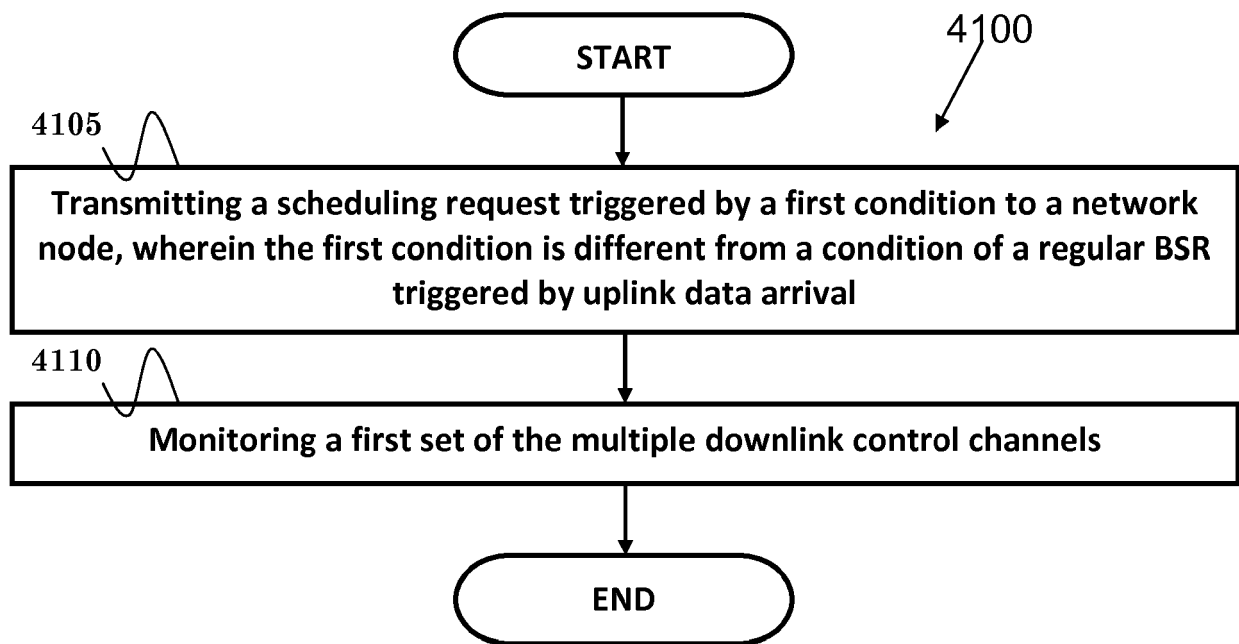 4100
START
4105
Transmitting a scheduling request triggered by a first condition to a network
node, wherein the first condition is different from a condition of a regular BSR
triggered by uplink data arrival
4110
Monitoring a first set of the multiple downlink control channels
END